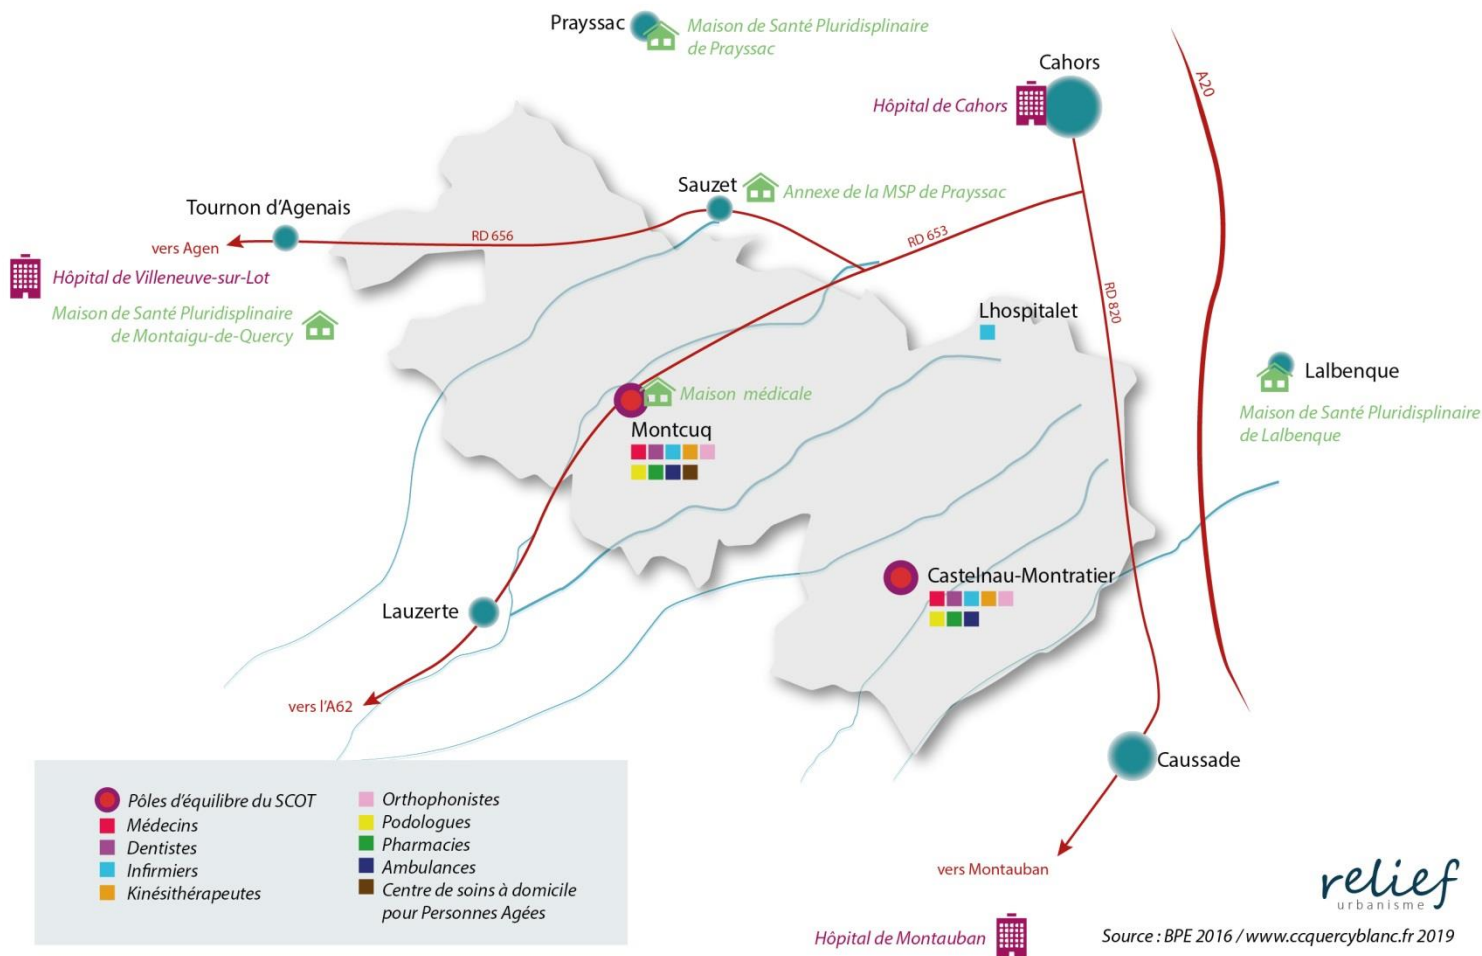 Prayssac
Maison de Santé Pluridisplinaire
de Prayssac
Cahors
Hôpital de Cahors
A20
Sauzet
Annexe de la MSP de Prayssac
Tournon d'Agenais
vers Agen
RD 656
RD 653
RD 820
Hôpital de Villeneuve-sur-Lot
Maison de Santé Pluridisplinaire
de Montaigu-de-Quercy
Lhospitalet
Lalbenque
Maison de Santé Pluridisplinaire
de Lalbenque
Maison médicale
Montcuq
Castelnau-Montratier
Lauzerte
vers l'A62
Caussade
vers Montauban
Hôpital de Montauban
Pôles d'équilibre du SCOT
Médecins
Dentistes
Infirmiers
Kinésithérapeutes
Orthophonistes
Podologues
Pharmacies
Ambulances
Centre de soins à domicile
pour Personnes Agées
relief
urbanisme
Source : BPE 2016 / www.ccquercyblanc.fr 2019